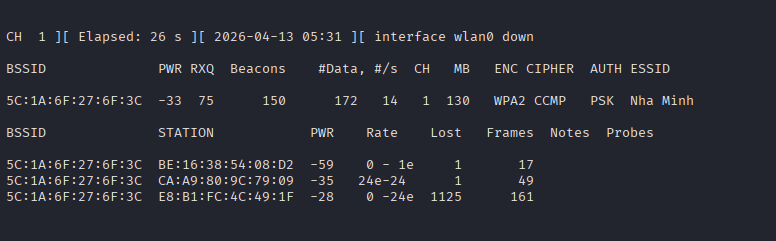 CH  1 ][ Elapsed: 26 s ][ 2026-04-13 05:31 ][ interface wlan0 down
BSSID              PWR RXQ  Beacons    #Data, #/s  CH   MB   ENC CIPHER  AUTH ESSID
5C:1A:6F:27:6F:3C  -33  75      150      172   14   1  130   WPA2 CCMP   PSK  Nha Minh
BSSID              STATION            PWR    Rate    Lost   Frames  Notes  Probes
5C:1A:6F:27:6F:3C  BE:16:38:54:08:D2  -59    0 - 1e     1       17
5C:1A:6F:27:6F:3C  CA:A9:80:9C:79:09  -35   24e-24      1       49
5C:1A:6F:27:6F:3C  E8:B1:FC:4C:49:1F  -28    0 -24e  1125      161